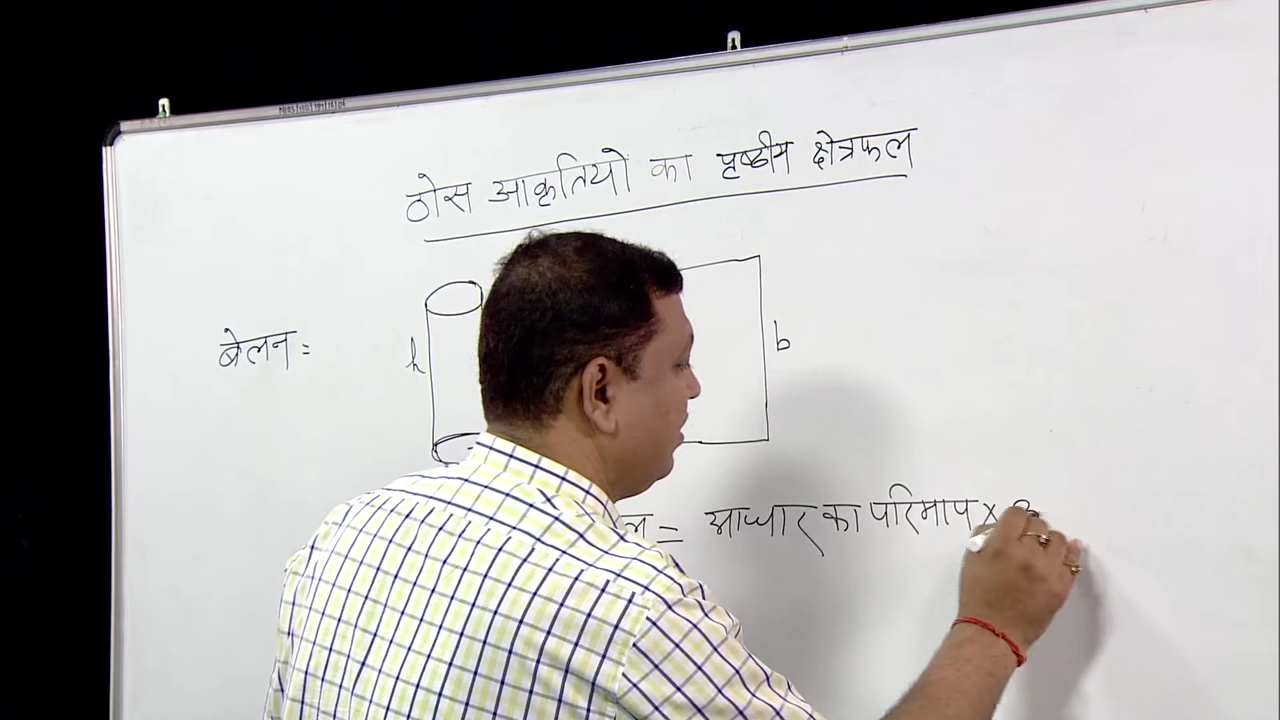 ठोस आकृतियों का पृष्ठीय क्षेत्रफल
बेलन =
h
b
ल = आधार का परिमाप ×